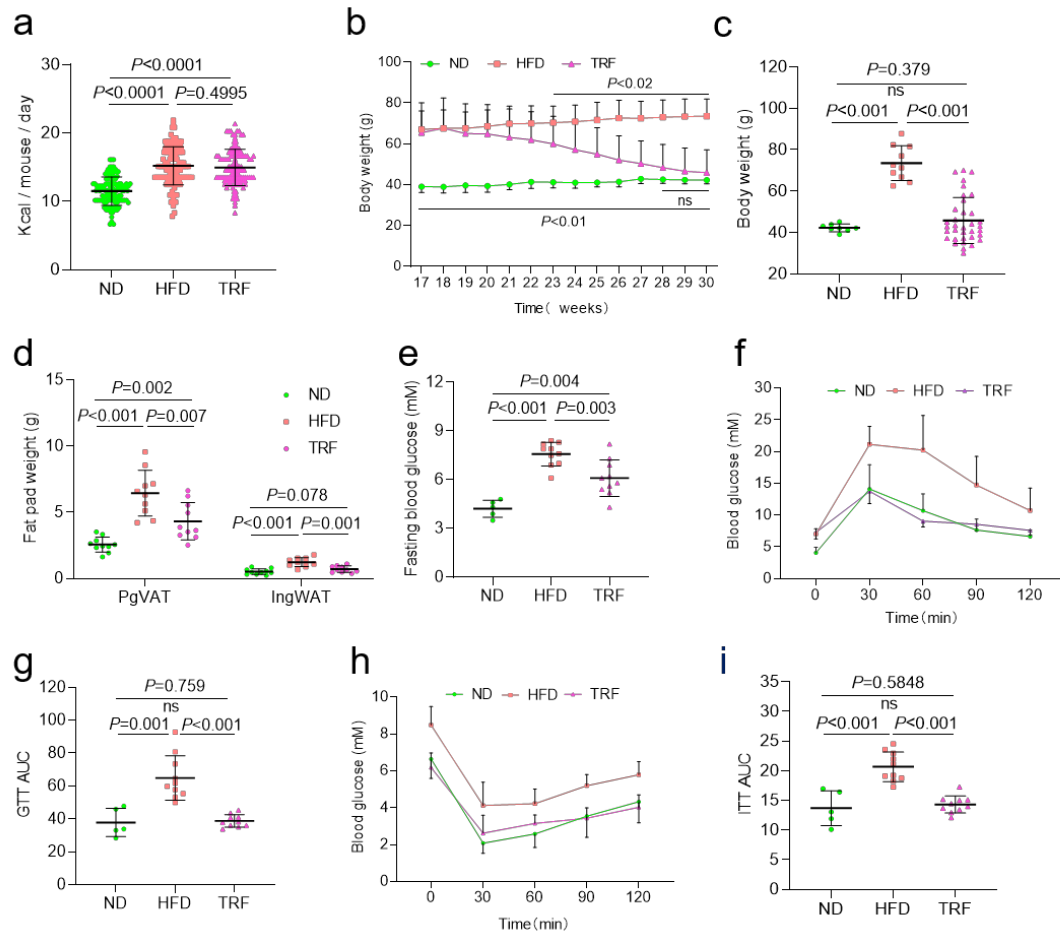 a
P<0.0001
P<0.0001
P=0.4995
Kcal / mouse / day
30
20
10
0
ND
HFD
TRF
b
ND
HFD
TRF
P<0.02
Body weight (g)
100
80
60
40
20
0
ns
P<0.01
17 18 19 20 21 22 23 24 25 26 27 28 29 30
Time( weeks)
c
P=0.379
ns
P<0.001
P<0.001
Body weight (g)
120
100
80
60
40
20
ND
HFD
TRF
d
Fat pad weight (g)
15
10
5
0
P=0.002
P<0.001
P=0.007
ND
HFD
TRF
P=0.078
P<0.001
P=0.001
PgVAT
IngWAT
e
Fasting blood glucose (mM)
12
9
6
3
0
P=0.004
P<0.001
P=0.003
ND
HFD
TRF
f
ND
HFD
TRF
Blood glucose (mM)
30
25
20
15
10
5
0
0 30 60 90 120
Time(min)
g
P=0.759
ns
P=0.001
P<0.001
GTT AUC
120
100
80
60
40
20
0
ND
HFD
TRF
h
ND
HFD
TRF
Blood glucose (mM)
10
8
6
4
2
0
0 30 60 90 120
Time(min)
i
P=0.5848
ns
P<0.001
P<0.001
ITT AUC
35
30
25
20
15
10
5
0
ND
HFD
TRF